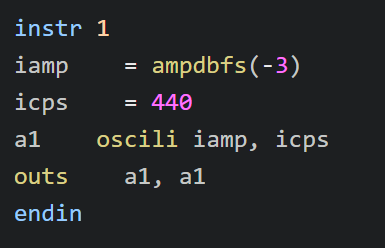 instr 1
iamp    = ampdbfs(-3)
icps    = 440
a1    oscili iamp, icps
outs    a1, a1
endin